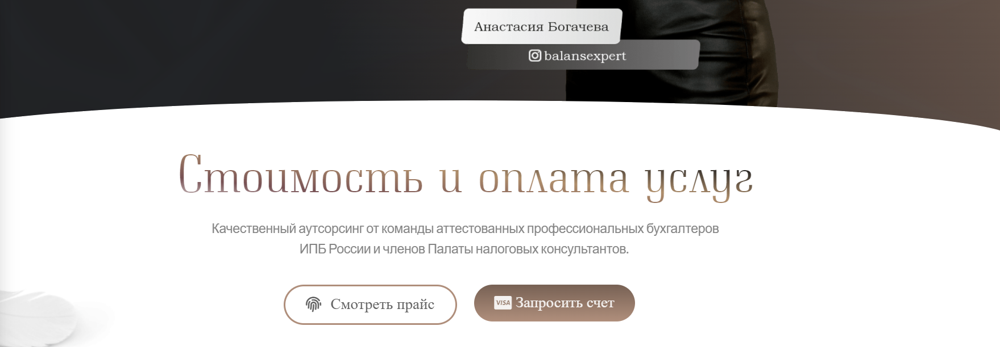 Анастасия Богачева
balansexpert
Стоимость и оплата услуг
Качественный аутсорсинг от команды аттестованных профессиональных бухгалтеров
ИПБ России и членов Палаты налоговых консультантов.
Смотреть прайс
VISA Запросить счет